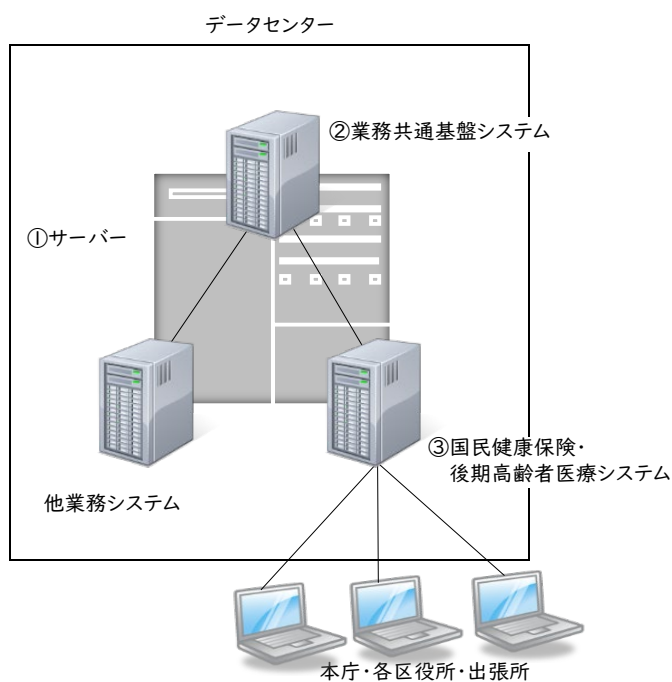 データセンター
②業務共通基盤システム
①サーバー
③国民健康保険・
後期高齢者医療システム
他業務システム
本庁・各区役所・出張所